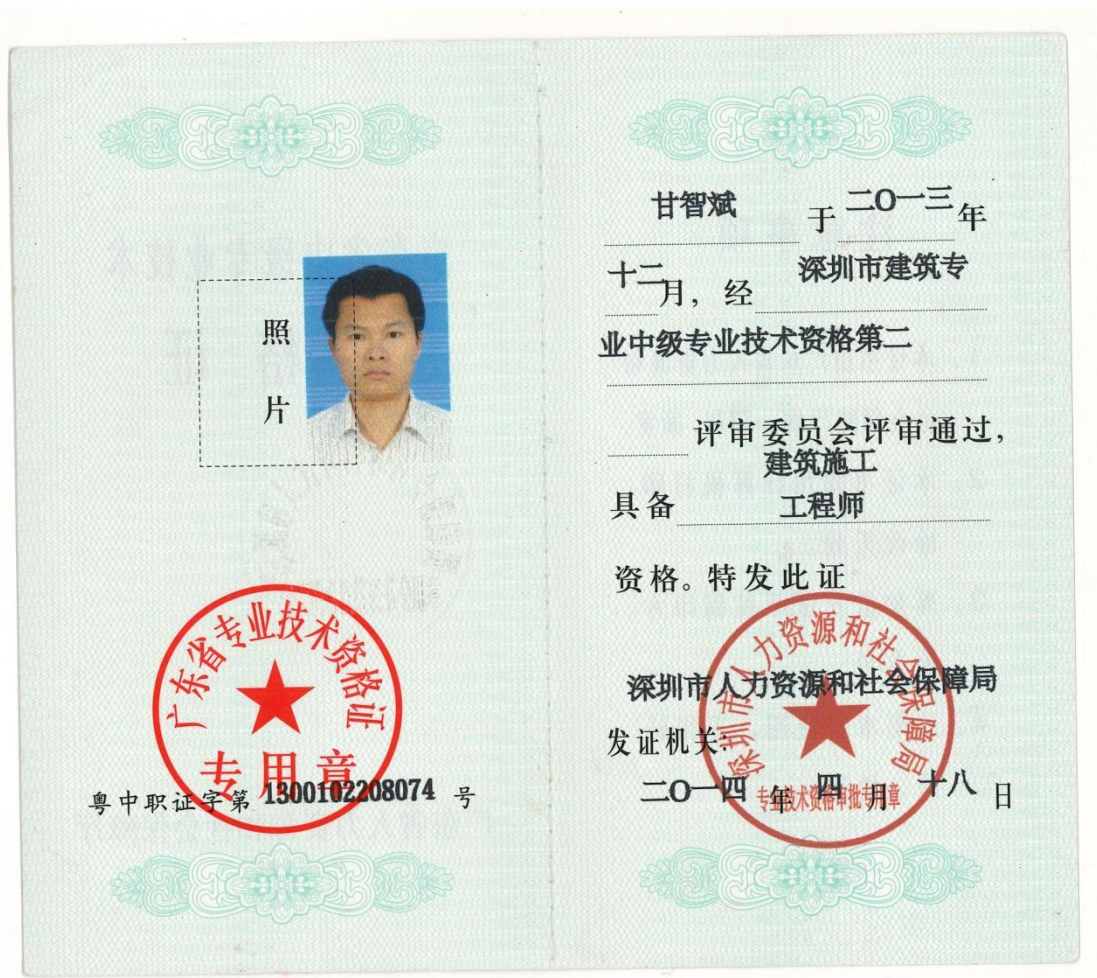 照
片
广东省专业技术资格证
专用章
粤中职证字第 1300102208074 号
甘智斌 于 二〇一三 年
十二月，经 深圳市建筑专
业中级专业技术资格第二
评审委员会评审通过，
建筑施工
具备 工程师
资格。特发此证
深圳市人力资源和社会保障局
发证机关：
二〇一四 年 四 月 十八 日
深圳市人力资源和社会保障局
专业技术资格审批专用章